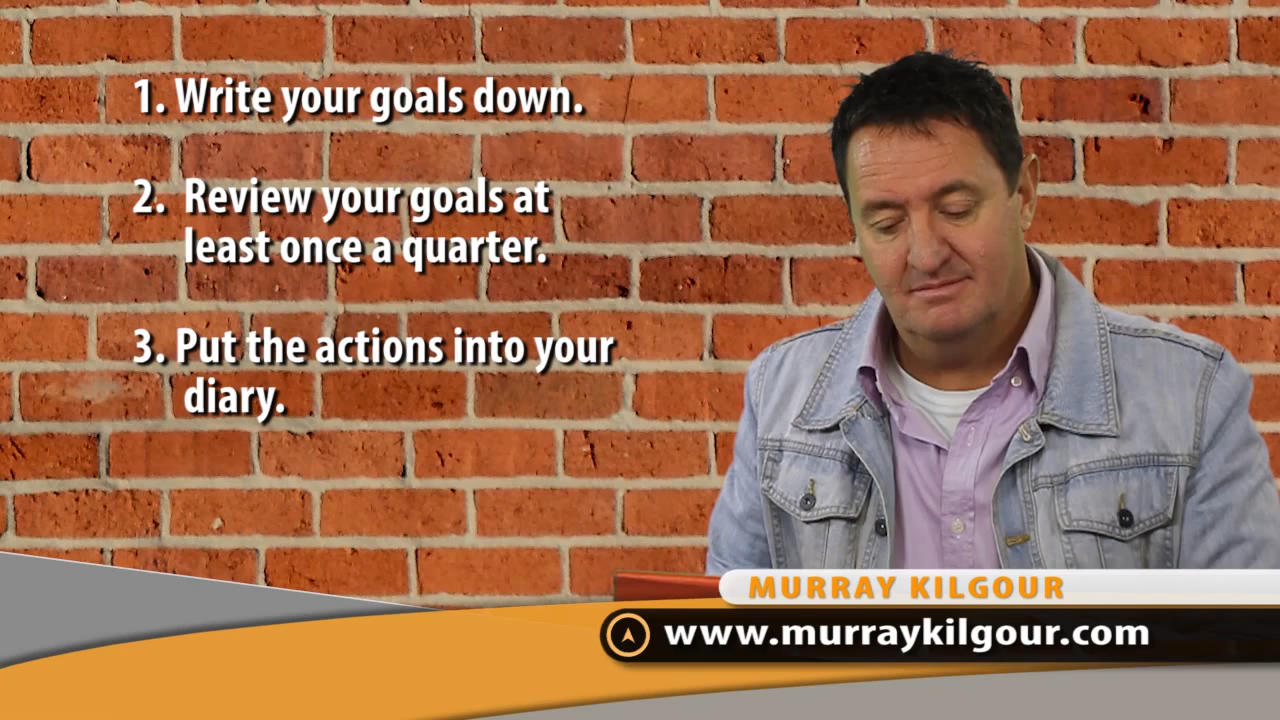 1. Write your goals down.
2. Review your goals at
least once a quarter.
3. Put the actions into your
diary.
MURRAY KILGOUR
www.murraykilgour.com